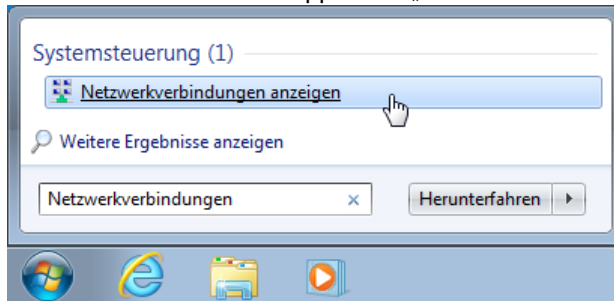 Systemsteuerung (1)
Netzwerkverbindungen anzeigen
Weitere Ergebnisse anzeigen
Netzwerkverbindungen
Herunterfahren